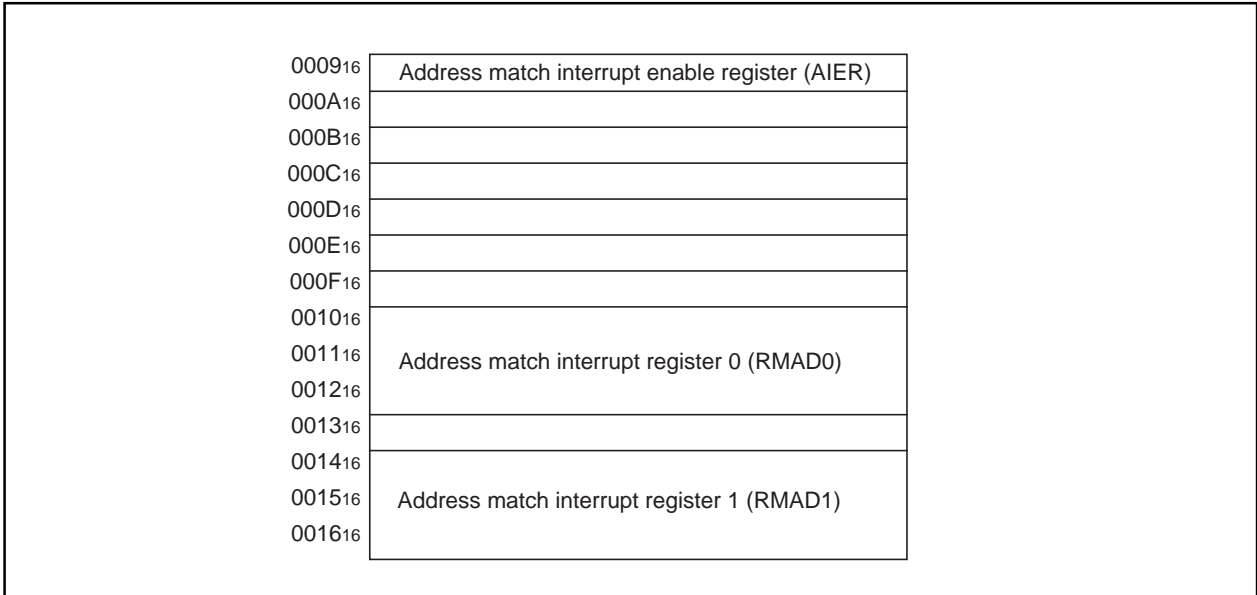 000916 Address match interrupt enable register (AIER)
000A16
000B16
000C16
000D16
000E16
000F16
001016
001116 Address match interrupt register 0 (RMAD0)
001216
001316
001416
001516 Address match interrupt register 1 (RMAD1)
001616